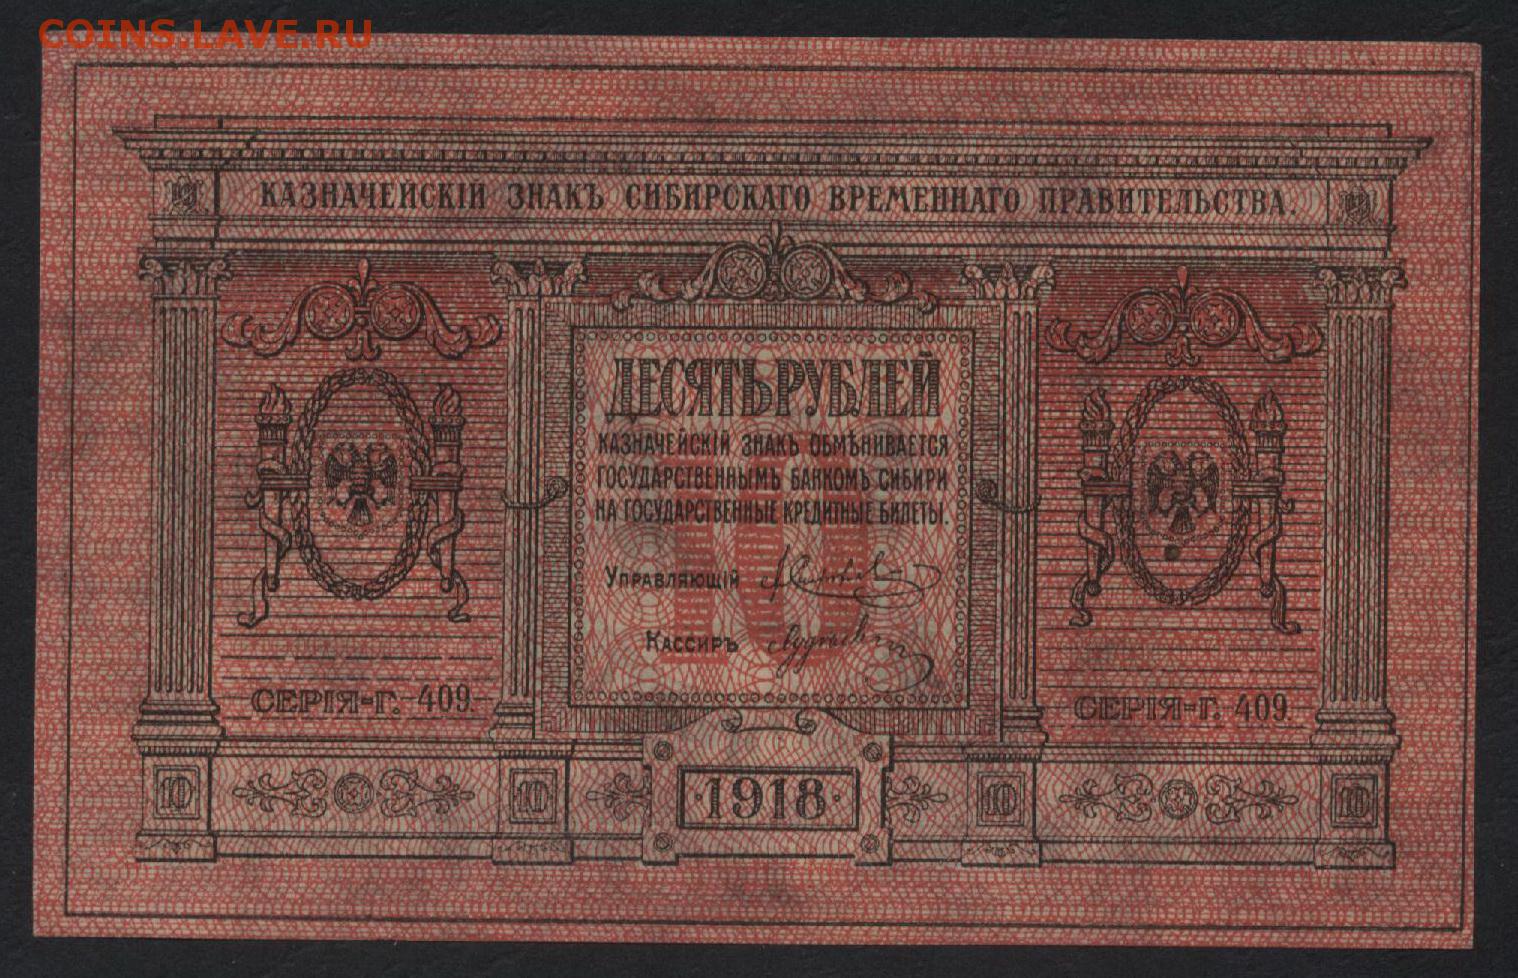 COINS.LAVE.RU
КАЗНАЧЕЙСКІЙ ЗНАКЪ СИБИРСКАГО ВРЕМЕННАГО ПРАВИТЕЛЬСТВА.
ДЕСЯТЬ РУБЛЕЙ
КАЗНАЧЕЙСКІЙ ЗНАКЪ ОБМѢНИВАЕТСЯ
ГОСУДАРСТВЕННЫМЪ БАНКОМЪ СИБИРИ
НА ГОСУДАРСТВЕННЫЕ КРЕДИТНЫЕ БИЛЕТЫ.
10
УПРАВЛЯЮЩІЙ
КАССИРЪ
СЕРІЯ-Г. 409.
СЕРІЯ-Г. 409.
10
10
·1918·
10
10